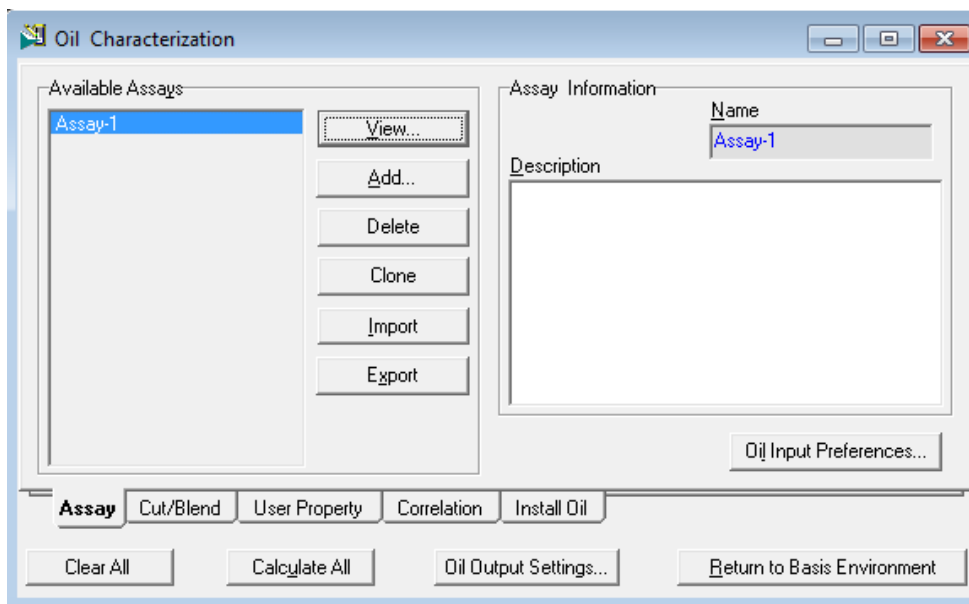 Oil Characterization
Available Assays
Assay-1
View...
Add...
Delete
Clone
Import
Export
Assay Information
Name
Assay-1
Description
Oil Input Preferences...
Assay Cut/Blend User Property Correlation Install Oil
Clear All Calculate All Oil Output Settings... Return to Basis Environment